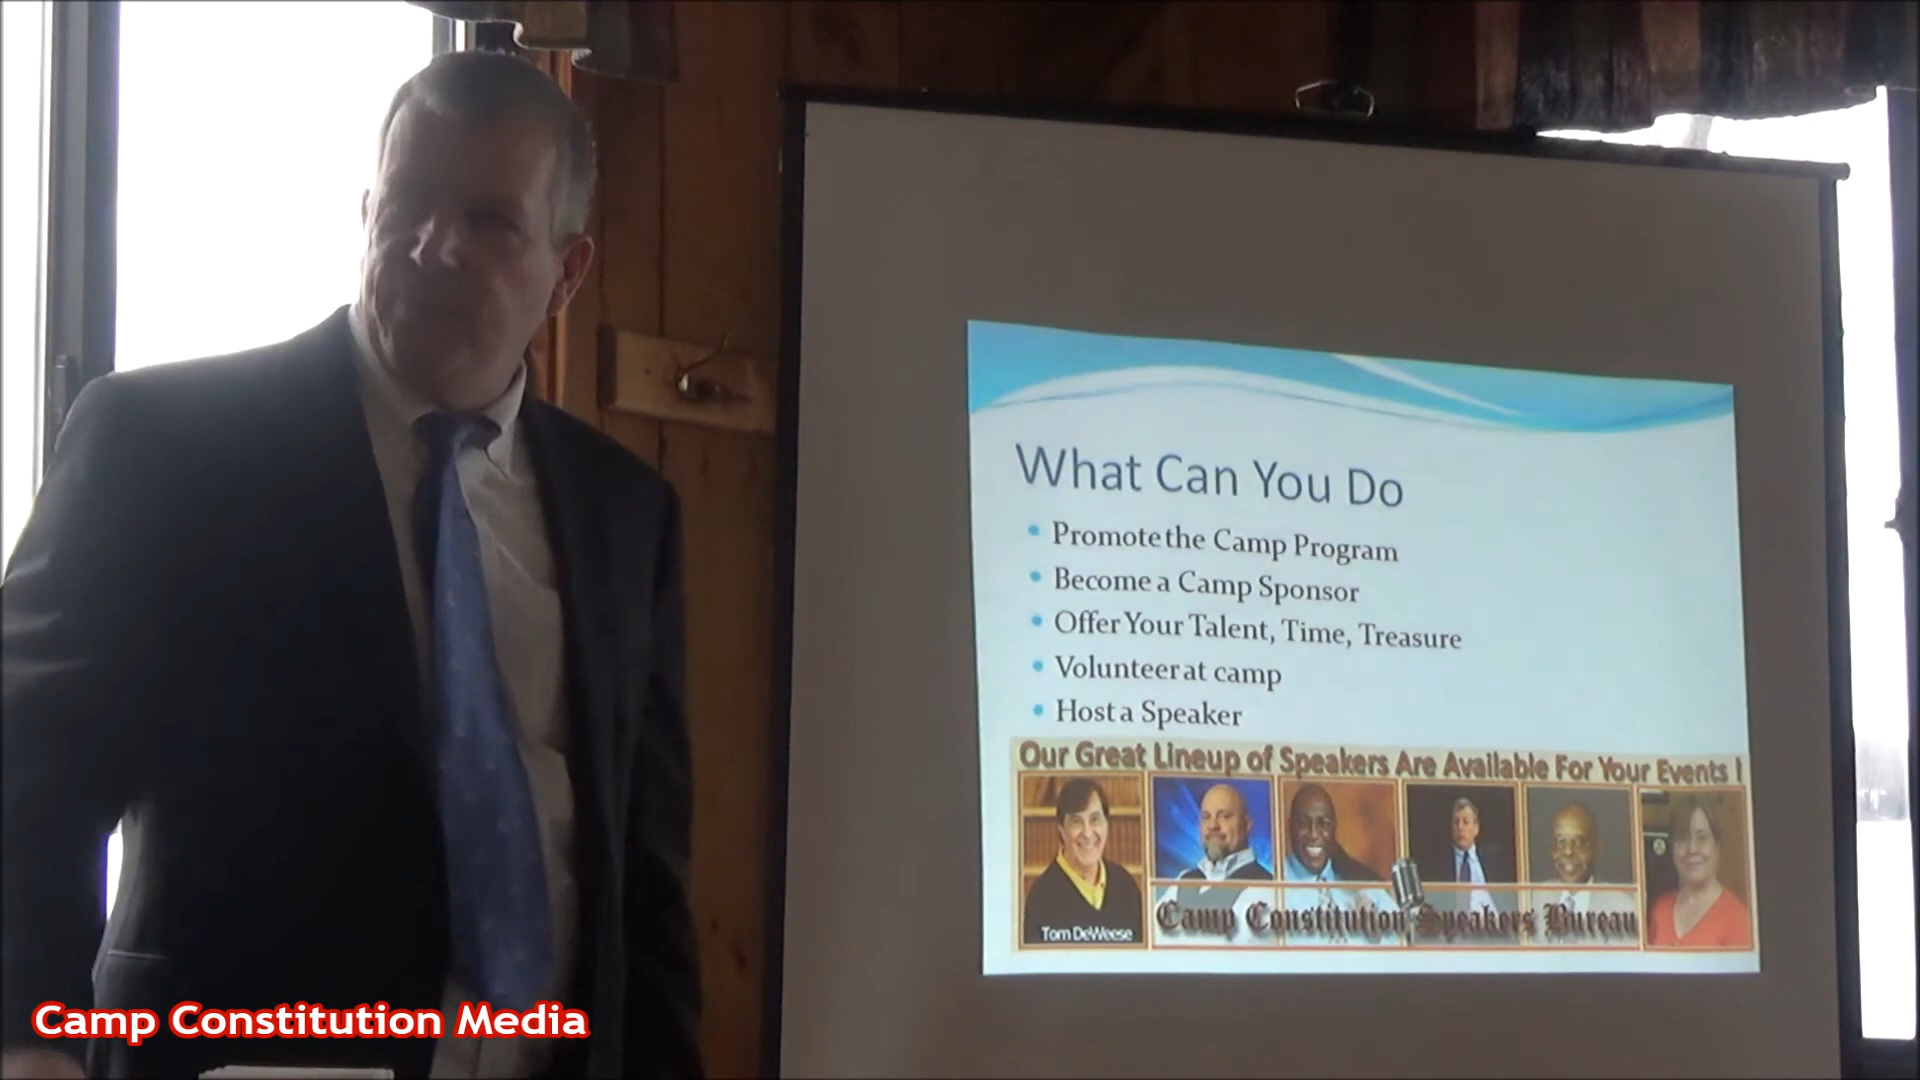 What Can You Do
Promote the Camp Program
Become a Camp Sponsor
Offer Your Talent, Time, Treasure
Volunteer at camp
Host a Speaker
Our Great Lineup of Speakers Are Available For Your Events !
Tom DeWeese
Camp Constitution Speakers Bureau
Camp Constitution Media